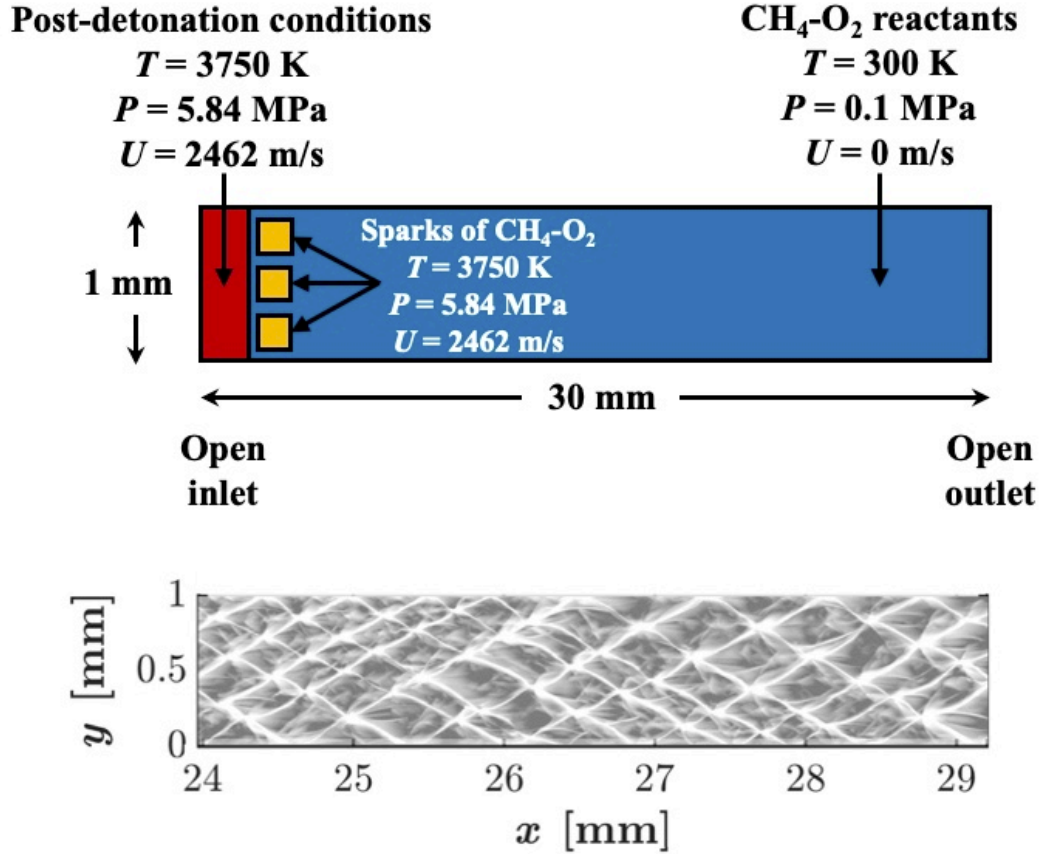 Post-detonation conditions
T = 3750 K
P = 5.84 MPa
U = 2462 m/s
CH₄-O₂ reactants
T = 300 K
P = 0.1 MPa
U = 0 m/s
1 mm
Sparks of CH₄-O₂
T = 3750 K
P = 5.84 MPa
U = 2462 m/s
30 mm
Open
inlet
Open
outlet
y [mm]
1
0.5
0
24 25 26 27 28 29
x [mm]